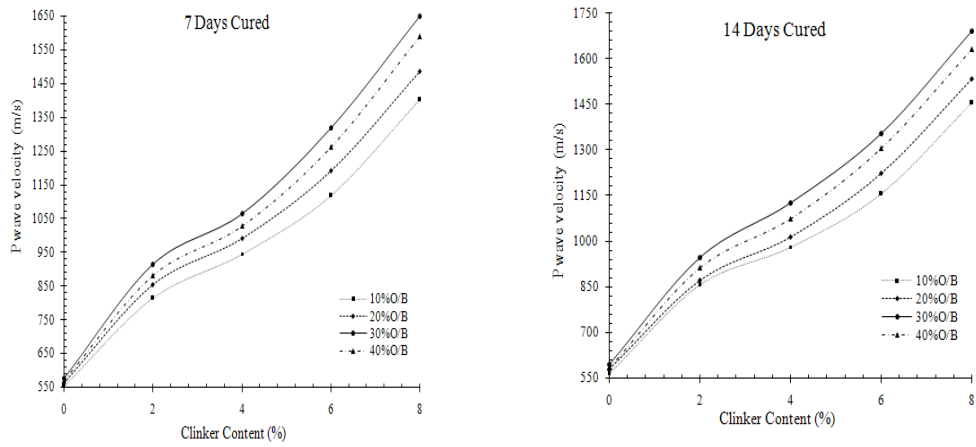 7 Days Cured
P wave velocity (m/s)
1650
1550
1450
1350
1250
1150
1050
950
850
750
650
550
0 2 4 6 8
Clinker Content (%)
10%O/B
20%O/B
30%O/B
40%O/B
14 Days Cured
P wave velocity (m/s)
1750
1600
1450
1300
1150
1000
850
700
550
0 2 4 6 8
Clinker Content (%)
10%O/B
20%O/B
30%O/B
40%O/B